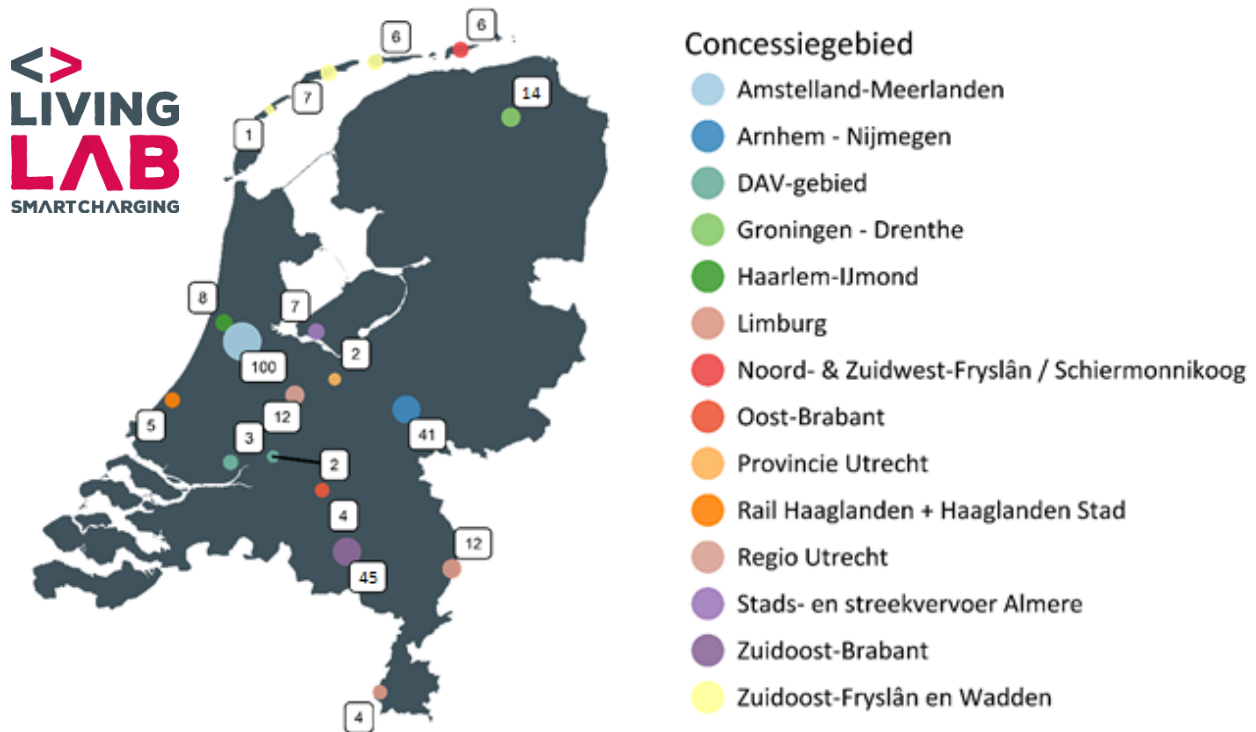 <>
LIVING
LAB
SMARTCHARGING
6
6
7
1
14
8
7
2
100
12
41
5
3
2
4
12
45
4
Concessiegebied
Amstelland-Meerlanden
Arnhem - Nijmegen
DAV-gebied
Groningen - Drenthe
Haarlem-IJmond
Limburg
Noord- & Zuidwest-Fryslân / Schiermonnikoog
Oost-Brabant
Provincie Utrecht
Rail Haaglanden + Haaglanden Stad
Regio Utrecht
Stads- en streekvervoer Almere
Zuidoost-Brabant
Zuidoost-Fryslân en Wadden